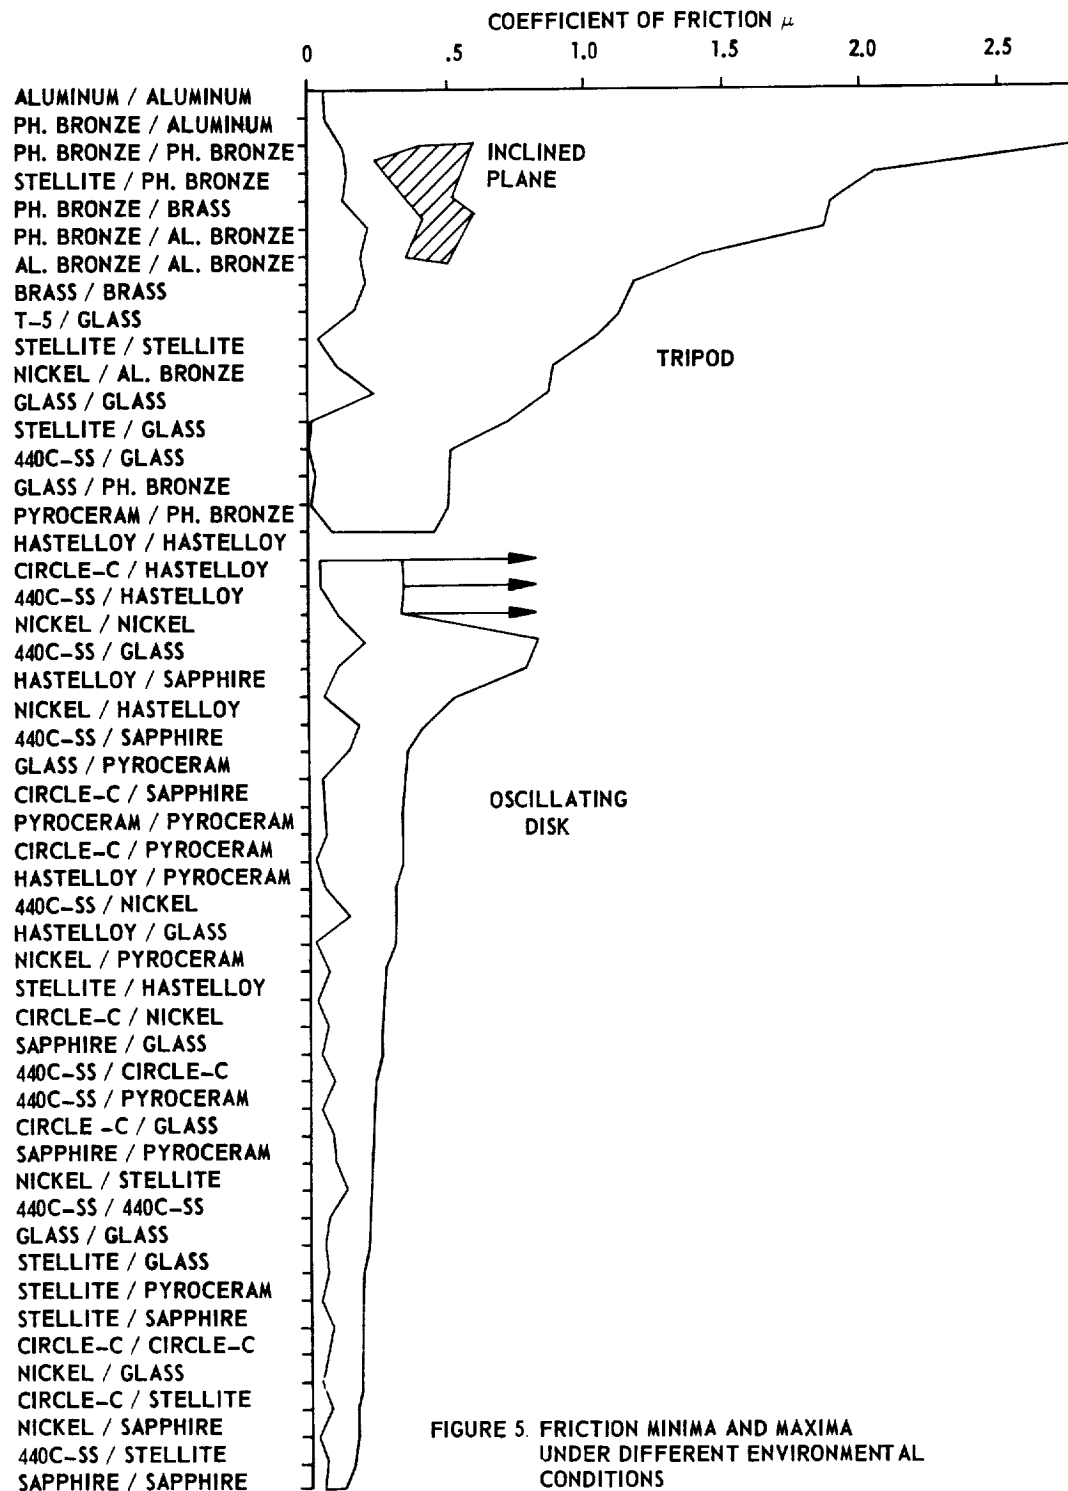 COEFFICIENT OF FRICTION μ
0 .5 1.0 1.5 2.0 2.5
ALUMINUM / ALUMINUM
PH. BRONZE / ALUMINUM
PH. BRONZE / PH. BRONZE
STELLITE / PH. BRONZE
PH. BRONZE / BRASS
PH. BRONZE / AL. BRONZE
AL. BRONZE / AL. BRONZE
BRASS / BRASS
T-5 / GLASS
STELLITE / STELLITE
NICKEL / AL. BRONZE
GLASS / GLASS
STELLITE / GLASS
440C-SS / GLASS
GLASS / PH. BRONZE
PYROCERAM / PH. BRONZE
HASTELLOY / HASTELLOY
CIRCLE-C / HASTELLOY
440C-SS / HASTELLOY
NICKEL / NICKEL
440C-SS / GLASS
HASTELLOY / SAPPHIRE
NICKEL / HASTELLOY
440C-SS / SAPPHIRE
GLASS / PYROCERAM
CIRCLE-C / SAPPHIRE
PYROCERAM / PYROCERAM
CIRCLE-C / PYROCERAM
HASTELLOY / PYROCERAM
440C-SS / NICKEL
HASTELLOY / GLASS
NICKEL / PYROCERAM
STELLITE / HASTELLOY
CIRCLE-C / NICKEL
SAPPHIRE / GLASS
440C-SS / CIRCLE-C
440C-SS / PYROCERAM
CIRCLE -C / GLASS
SAPPHIRE / PYROCERAM
NICKEL / STELLITE
440C-SS / 440C-SS
GLASS / GLASS
STELLITE / GLASS
STELLITE / PYROCERAM
STELLITE / SAPPHIRE
CIRCLE-C / CIRCLE-C
NICKEL / GLASS
CIRCLE-C / STELLITE
NICKEL / SAPPHIRE
440C-SS / STELLITE
SAPPHIRE / SAPPHIRE
INCLINED
PLANE
TRIPOD
OSCILLATING
DISK
FIGURE 5. FRICTION MINIMA AND MAXIMA
UNDER DIFFERENT ENVIRONMENTAL
CONDITIONS